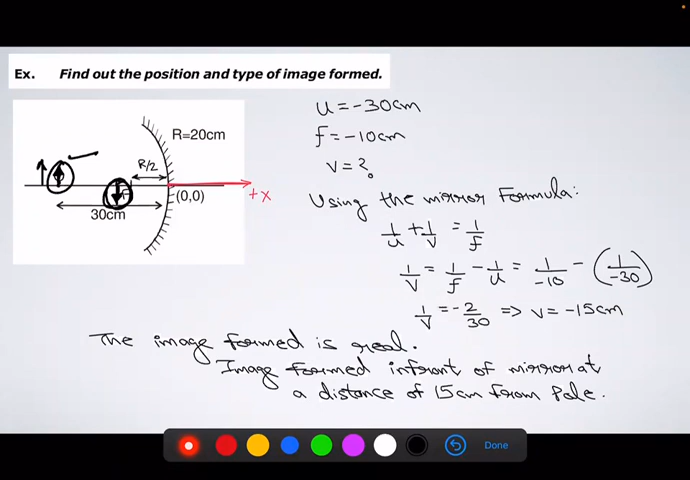 Ex. Find out the position and type of image formed.
R=20cm
R/2
(0,0)
+x
30cm
u = -30cm
f = -10cm
v = ?
Using the mirror Formula:
1/u + 1/v = 1/f
1/v = 1/f - 1/u = 1/-10 - (1/-30)
1/v = -2/30 => v = -15cm
The image formed is real.
Image formed infront of mirror at
a distance of 15cm from Pole.
Done